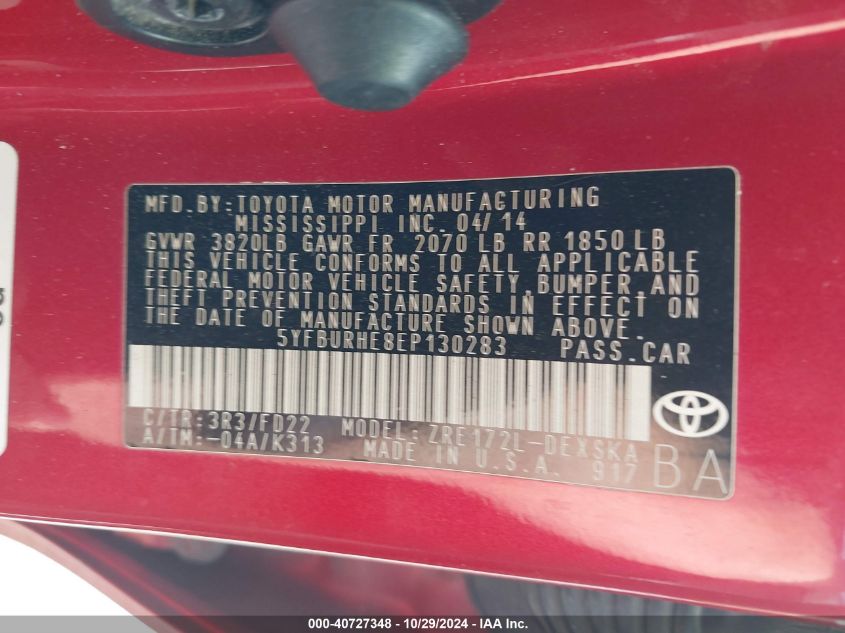 MFD. BY: TOYOTA MOTOR MANUFACTURING
MISSISSIPPI INC. 04/14
GVWR 3820LB GAWR FR 2070 LB RR 1850 LB
THIS VEHICLE CONFORMS TO ALL APPLICABLE
FEDERAL MOTOR VEHICLE SAFETY, BUMPER, AND
THEFT PREVENTION STANDARDS IN EFFECT ON
THE DATE OF MANUFACTURE SHOWN ABOVE.
5YFBURHE8EP130283 PASS. CAR
C/TR: 3R3/FD22 MODEL: ZRE172L-DEXSKA
A/TM: -04A/K313 MADE IN U.S.A. 917
BA
000-40727348 - 10/29/2024 - IAA Inc.